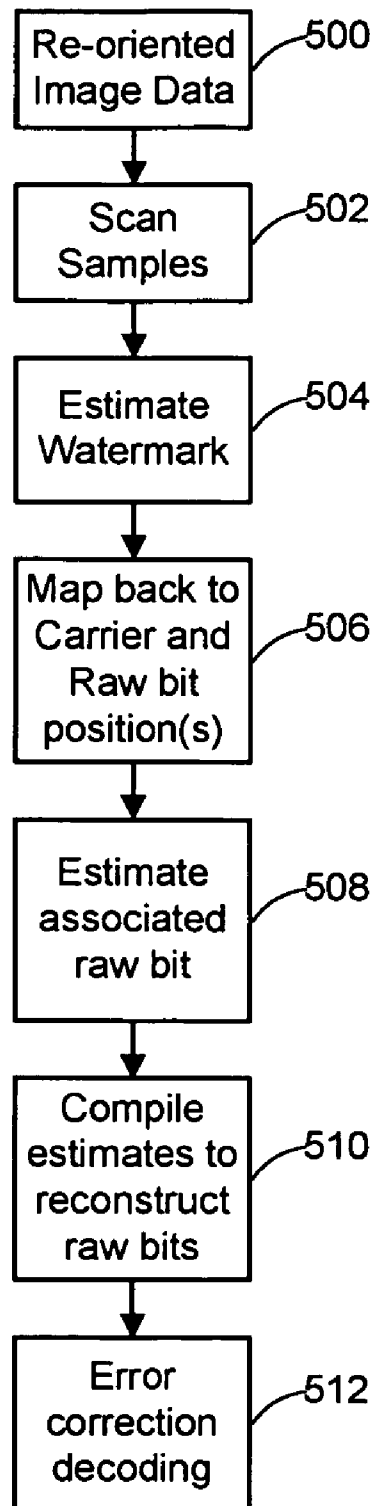 Re-oriented
Image Data
500
Scan
Samples
502
Estimate
Watermark
504
Map back to
Carrier and
Raw bit
position(s)
506
Estimate
associated
raw bit
508
Compile
estimates to
reconstruct
raw bits
510
Error
correction
decoding
512